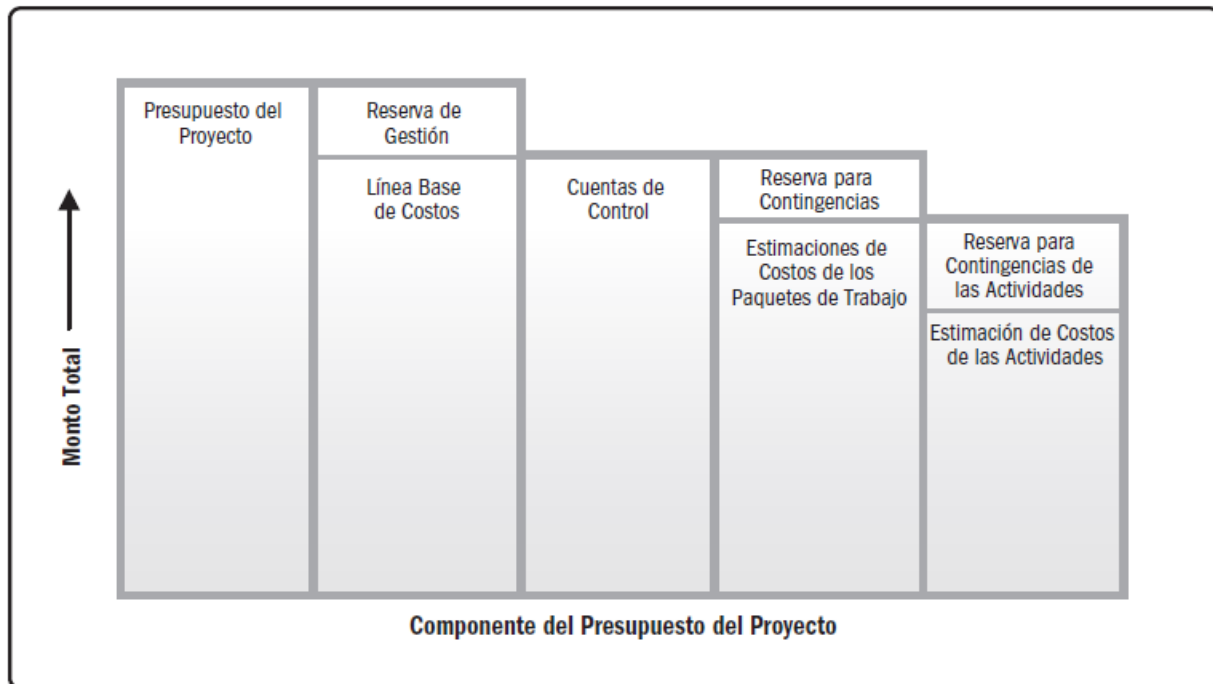 Presupuesto del
Proyecto
Reserva de
Gestión
Línea Base
de Costos
Cuentas de
Control
Reserva para
Contingencias
Estimaciones de
Costos de los
Paquetes de Trabajo
Reserva para
Contingencias de
las Actividades
Estimación de Costos
de las Actividades
Monto Total
Componente del Presupuesto del Proyecto